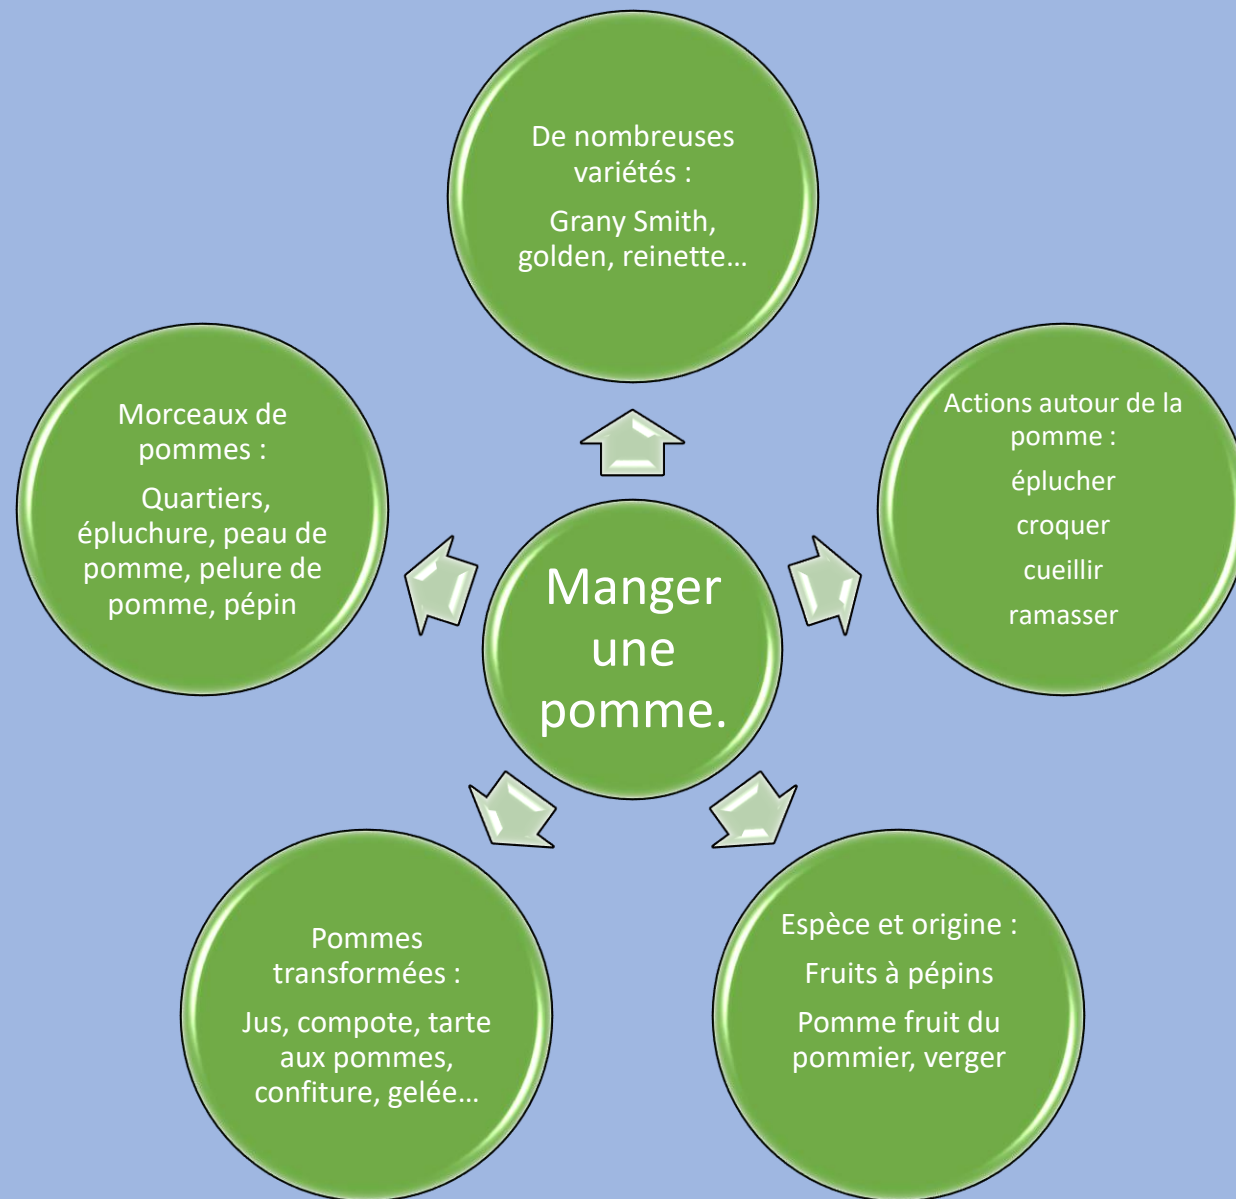 De nombreuses
variétés :
Grany Smith,
golden, reinette...
Morceaux de
pommes :
Quartiers,
épluchure, peau de
pomme, pelure de
pomme, pépin
Actions autour de la
pomme :
éplucher
croquer
cueillir
ramasser
Manger
une
pomme.
Pommes
transformées :
Jus, compote, tarte
aux pommes,
confiture, gelée...
Espèce et origine :
Fruits à pépins
Pomme fruit du
pommier, verger